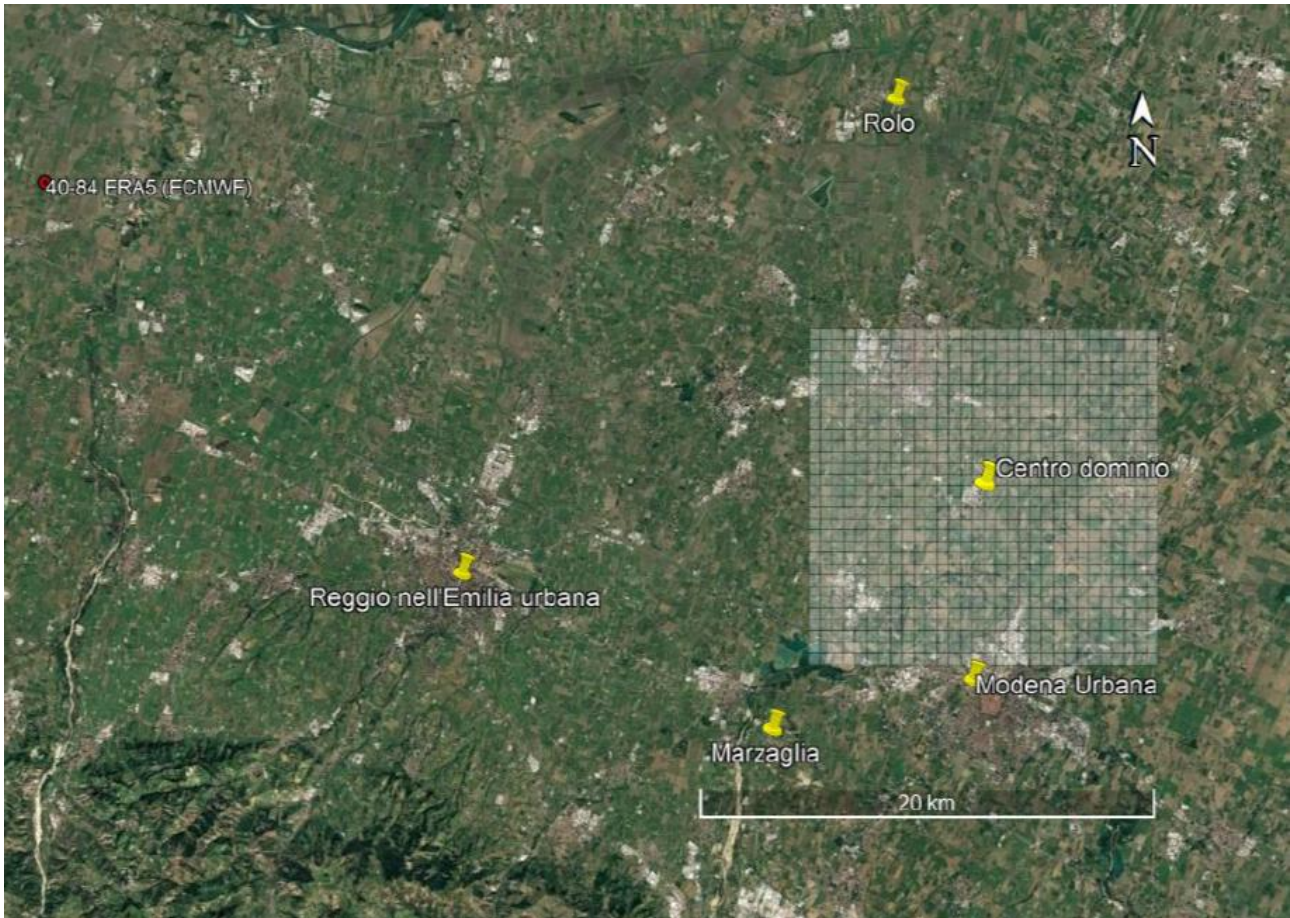 Rolo
N
40-84 ERA5 (ECMWF)
Centro dominio
Reggio nell'Emilia urbana
Modena Urbana
Marzaglia
20 km